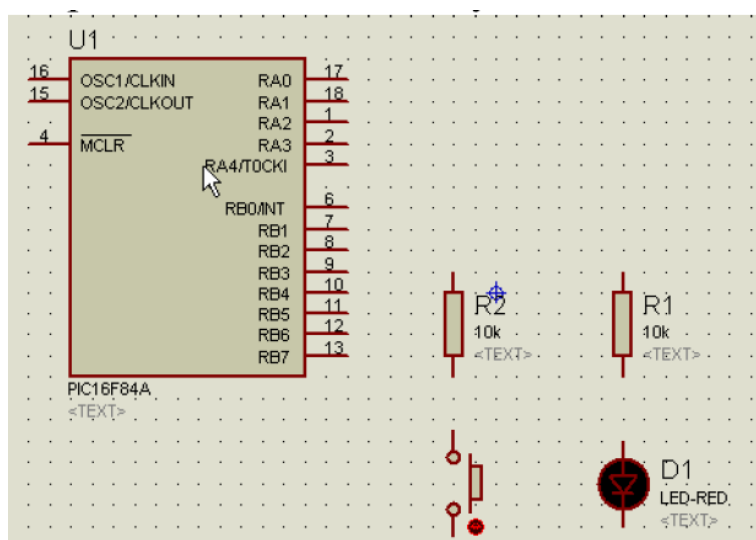 U1
16 OSC1/CLKIN RA0 17
15 OSC2/CLKOUT RA1 18
RA2 1
4 MCLR RA3 2
RA4/T0CKI 3
RB0/INT 6
RB1 7
RB2 8
RB3 9
RB4 10
RB5 11
RB6 12
RB7 13
PIC16F84A
<TEXT>
R2
10k
<TEXT>
R1
10k
<TEXT>
D1
LED-RED
<TEXT>